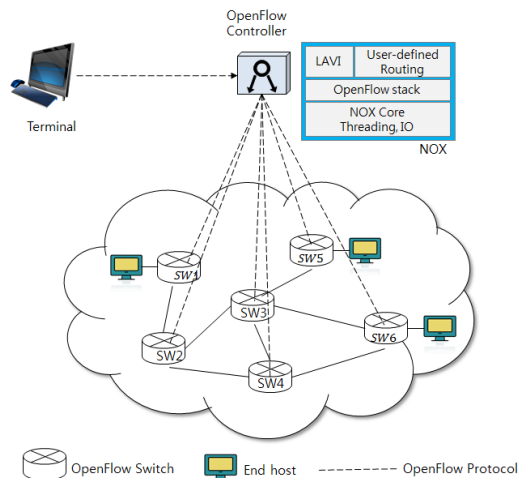 OpenFlow
Controller
LAVI
User-defined
Routing
OpenFlow stack
NOX Core
Threading, IO
NOX
Terminal
SW1
SW5
SW3
SW2
SW6
SW4
OpenFlow Switch
End host
OpenFlow Protocol